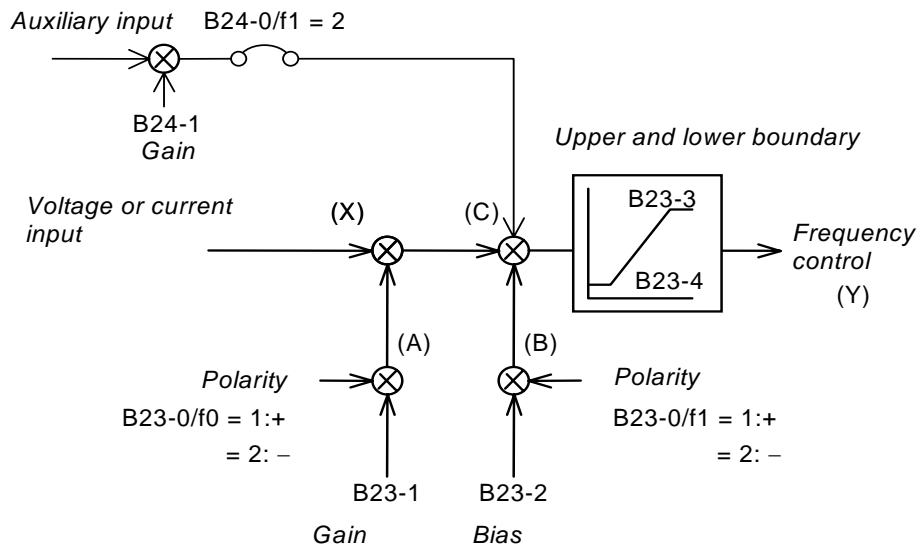 Auxiliary input
B24-0/f1 = 2
B24-1
Gain
Upper and lower boundary
Voltage or current
input
(X)
(C)
B23-3
B23-4
Frequency
control
(Y)
(A)
(B)
Polarity
B23-0/f0 = 1:+
= 2: −
Polarity
B23-0/f1 = 1:+
= 2: −
B23-1
Gain
B23-2
Bias